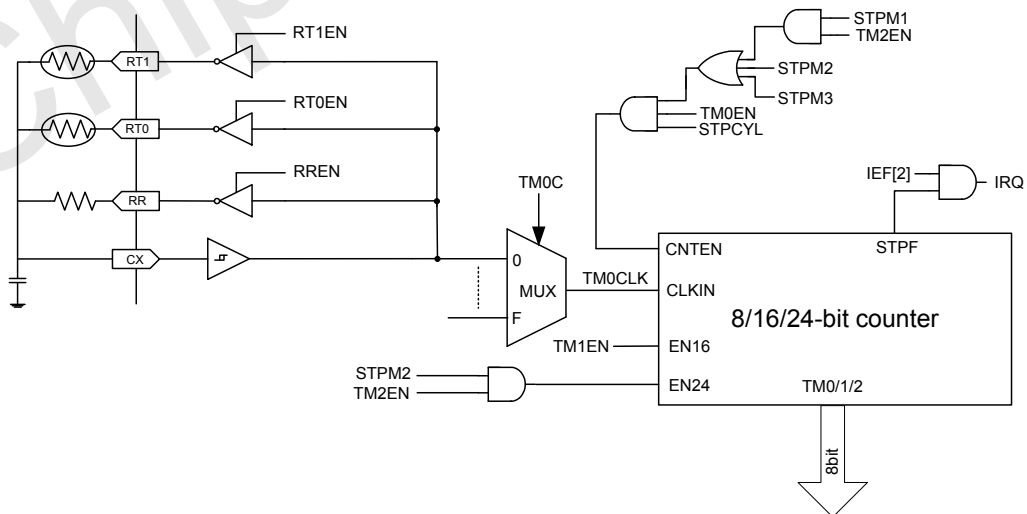 Chip
RT1EN
RT1
RT0EN
RT0
RREN
RR
CX
STPM1
TM2EN
STPM2
STPM3
TM0EN
STPCYL
TM0C
0
MUX
F
TM0CLK
TM1EN
STPM2
TM2EN
IEF[2]
IRQ
CNTEN
STPF
CLKIN
8/16/24-bit counter
EN16
EN24
TM0/1/2
8bit